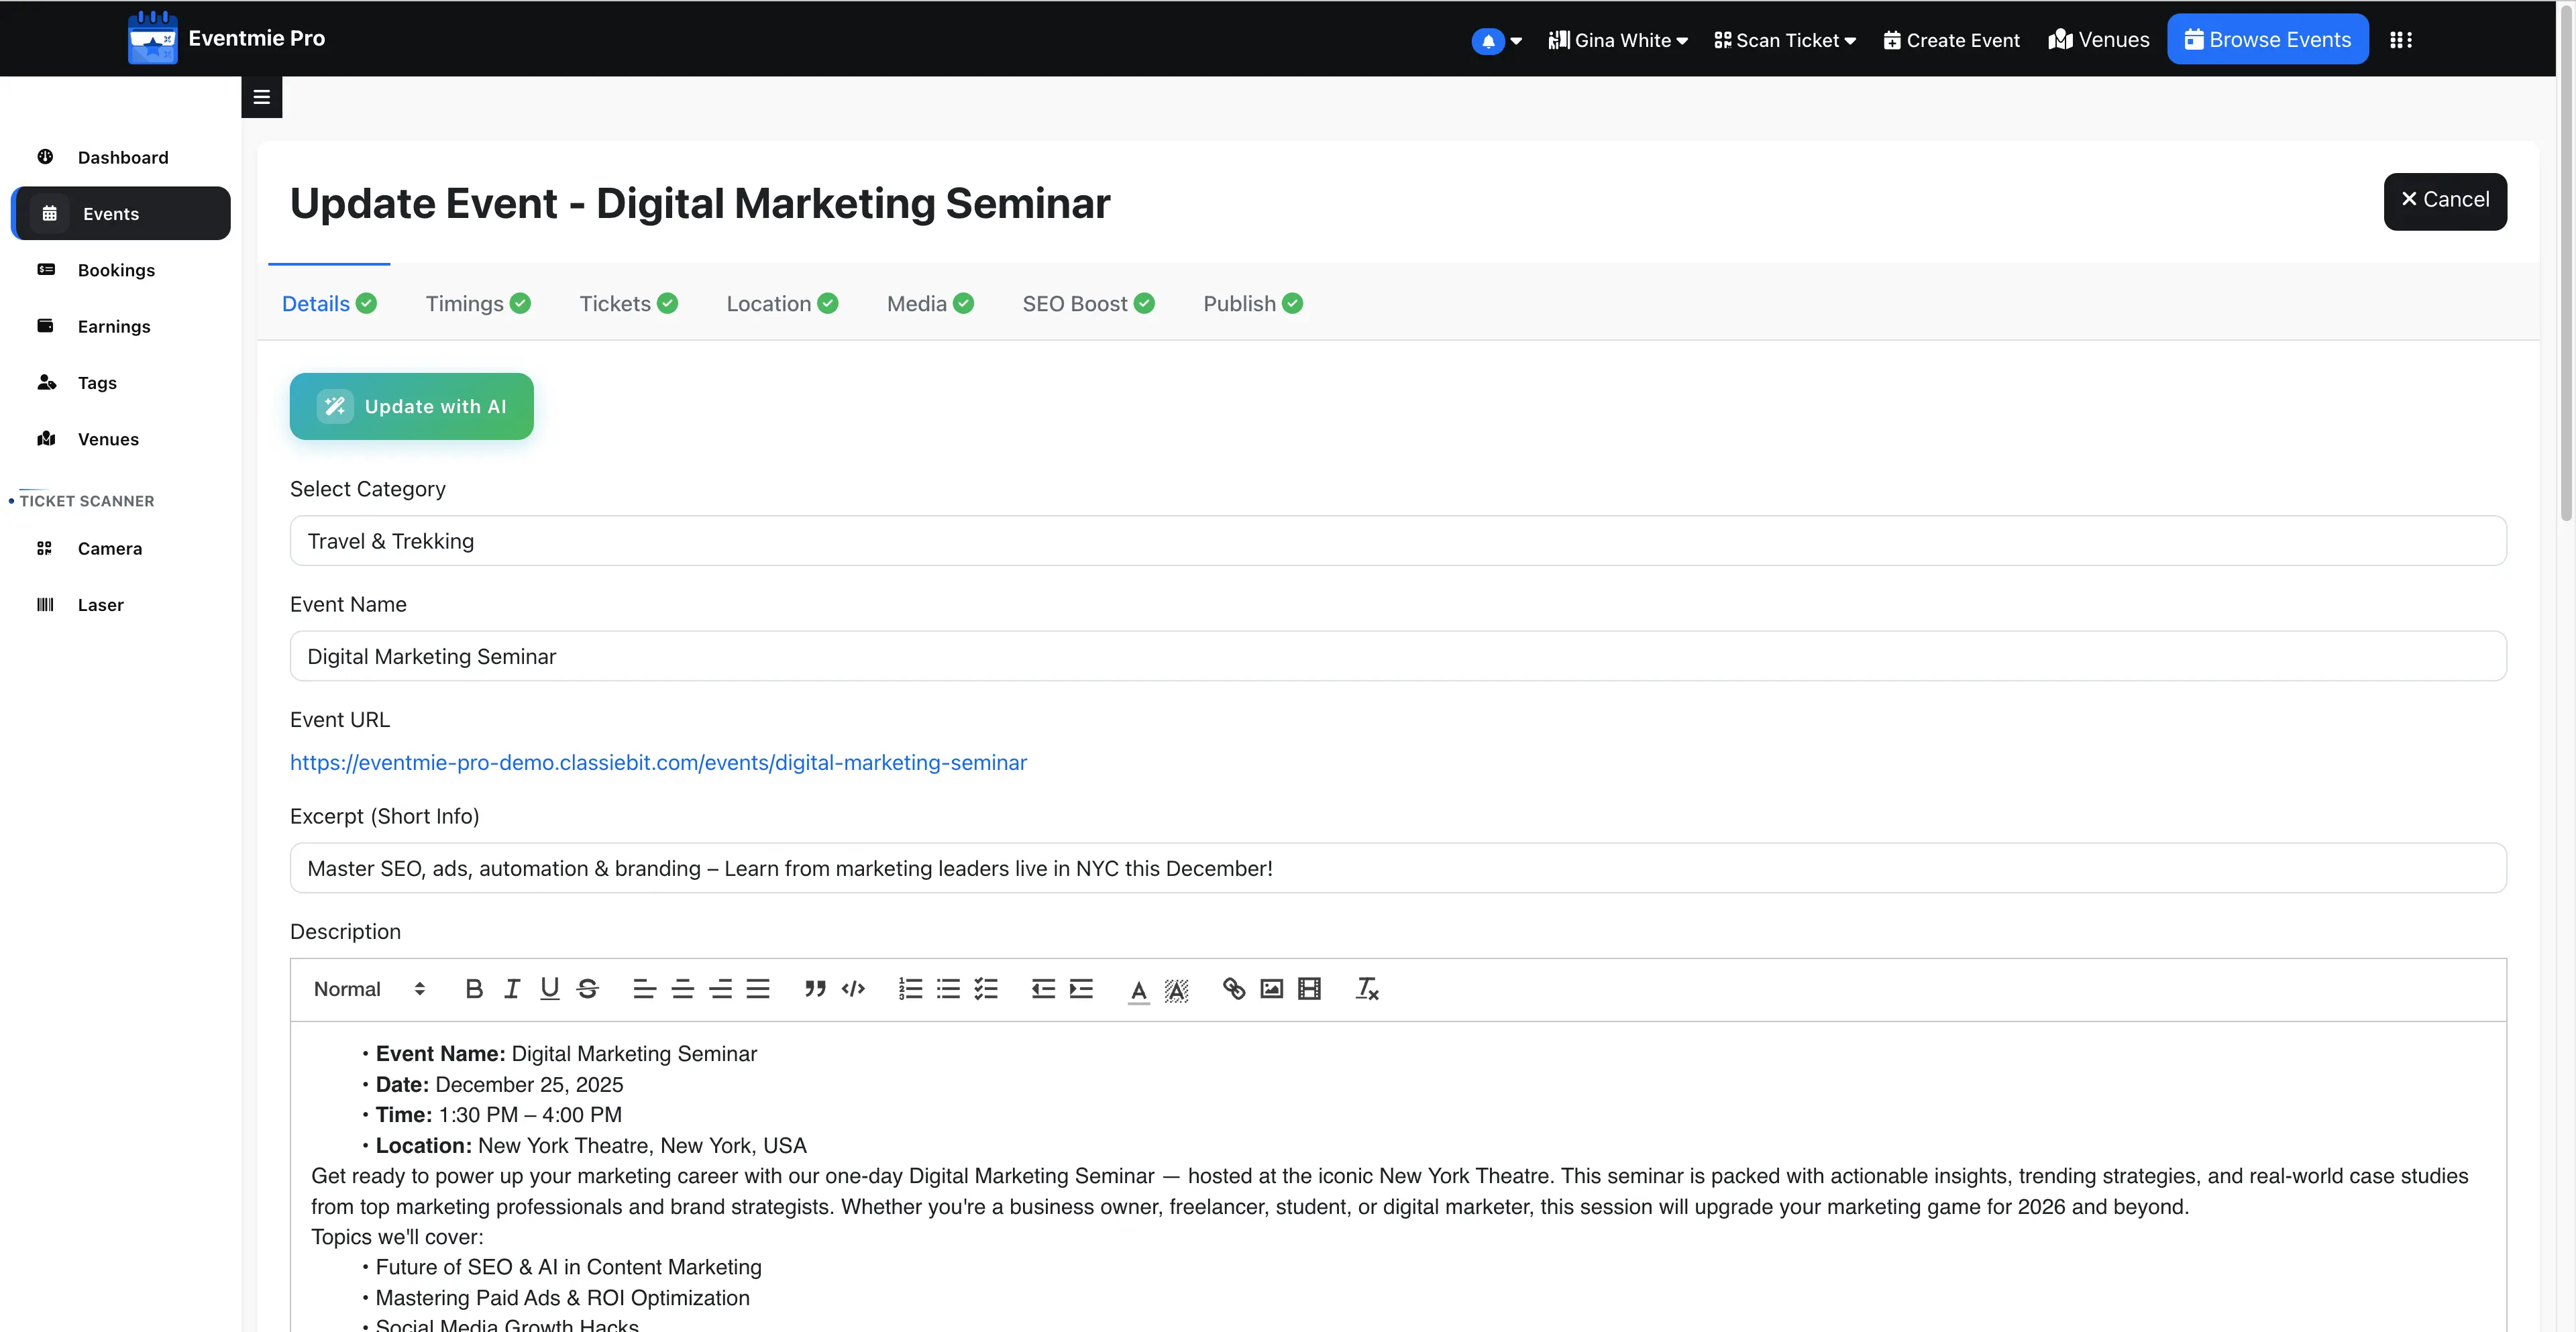 Eventmie Pro
Gina White
Scan Ticket
Create Event
Venues
Browse Events
Dashboard
Events
Bookings
Earnings
Tags
Venues
TICKET SCANNER
Camera
Laser
Update Event - Digital Marketing Seminar
Cancel
Details
Timings
Tickets
Location
Media
SEO Boost
Publish
Update with AI
Select Category
Travel & Trekking
Event Name
Digital Marketing Seminar
Event URL
https://eventmie-pro-demo.classiebit.com/events/digital-marketing-seminar
Excerpt (Short Info)
Master SEO, ads, automation & branding – Learn from marketing leaders live in NYC this December!
Description
Normal
• Event Name: Digital Marketing Seminar
• Date: December 25, 2025
• Time: 1:30 PM – 4:00 PM
• Location: New York Theatre, New York, USA
Get ready to power up your marketing career with our one-day Digital Marketing Seminar — hosted at the iconic New York Theatre. This seminar is packed with actionable insights, trending strategies, and real-world case studies
from top marketing professionals and brand strategists. Whether you're a business owner, freelancer, student, or digital marketer, this session will upgrade your marketing game for 2026 and beyond.
Topics we'll cover:
• Future of SEO & AI in Content Marketing
• Mastering Paid Ads & ROI Optimization
• Social Media Growth Hacks